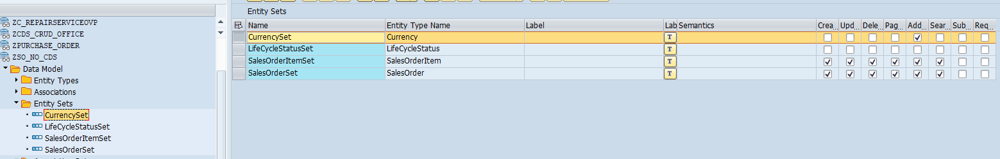 Entity Sets
ZC_REPAIRSERVICEOVP
ZCDS_CRUD_OFFICE
ZPURCHASE_ORDER
ZSO_NO_CDS
Data Model
Entity Types
Associations
Entity Sets
CurrencySet
LifeCycleStatusSet
SalesOrderItemSet
SalesOrderSet
Name Entity Type Name Label Lab Semantics Crea... Upd... Dele... Pag... Add... Sear... Sub... Req...
CurrencySet Currency T
LifeCycleStatusSet LifeCycleStatus T
SalesOrderItemSet SalesOrderItem T
SalesOrderSet SalesOrder T